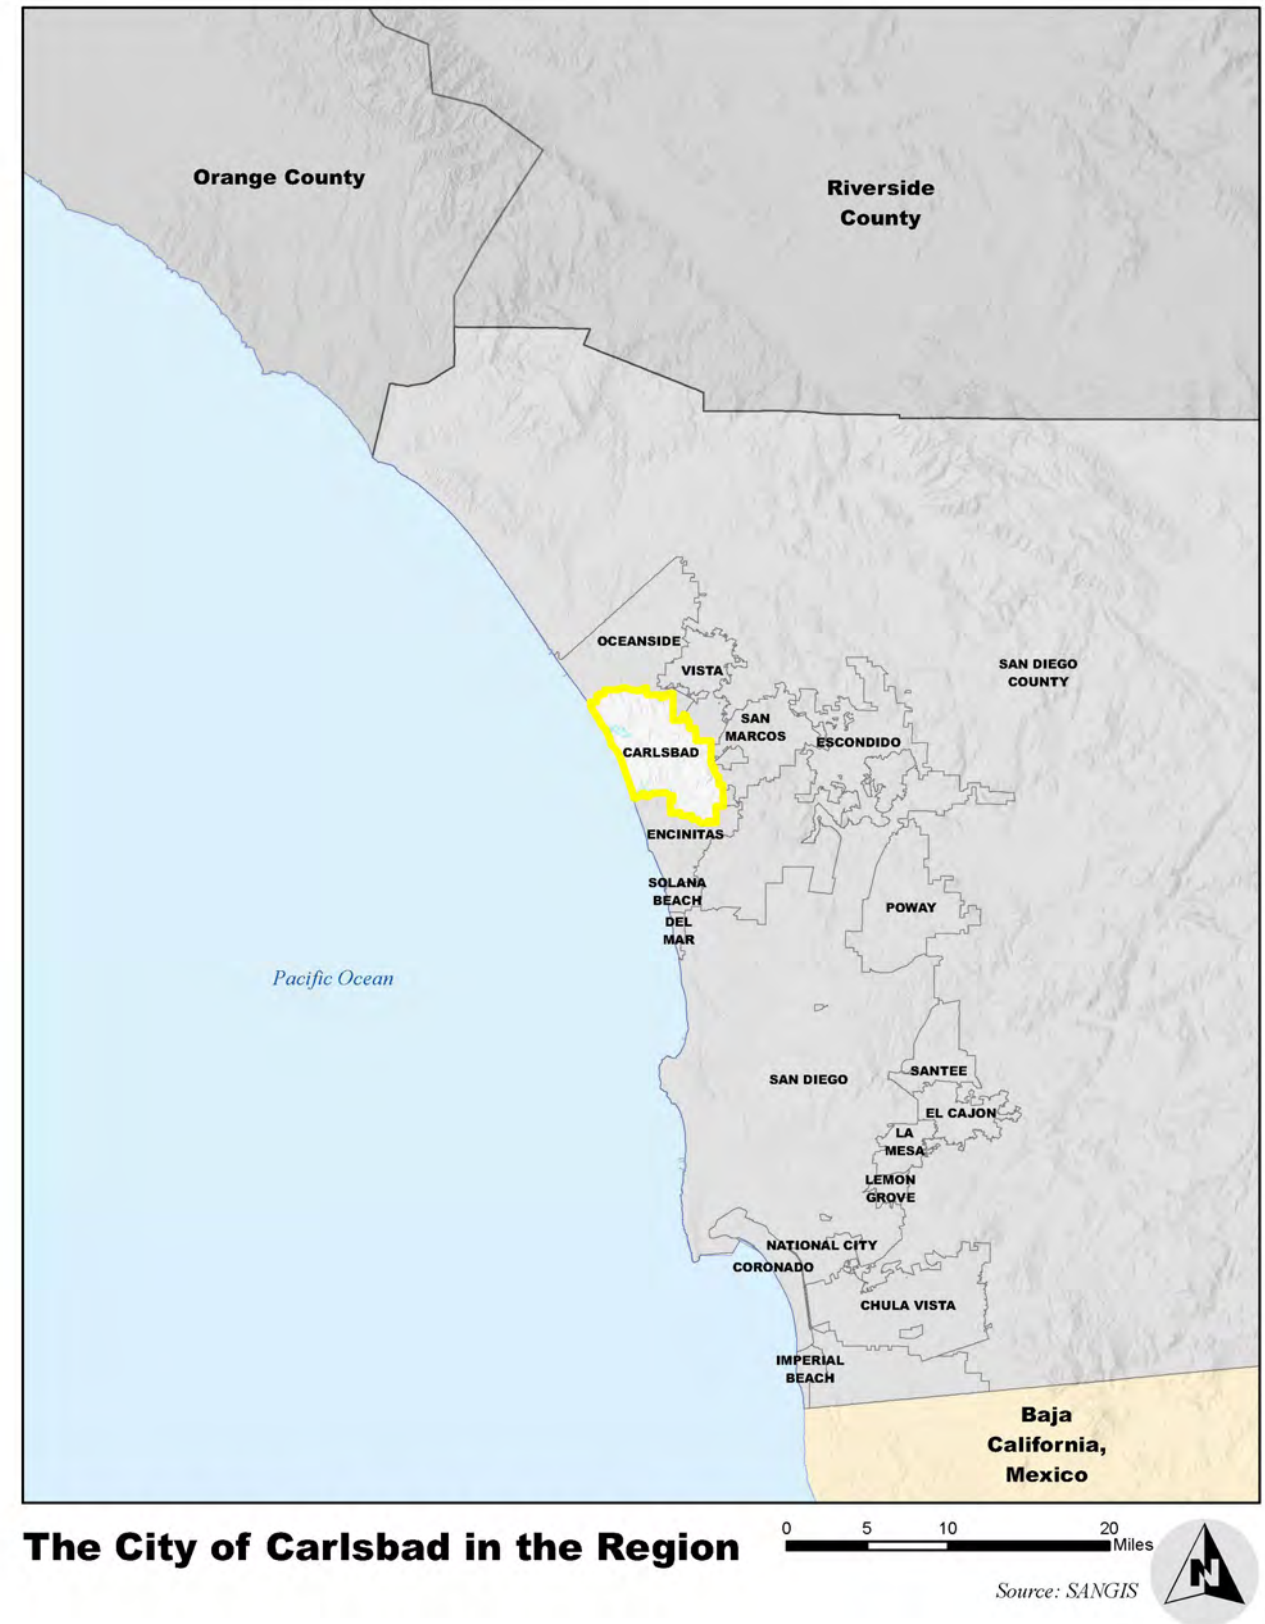 Orange County
Riverside
County
OCEANSIDE
VISTA
SAN DIEGO
COUNTY
SAN
MARCOS
ESCONDIDO
CARLSBAD
ENCINITAS
SOLANA
BEACH
POWAY
DEL
MAR
Pacific Ocean
SAN DIEGO
SANTEE
EL CAJON
LA
MESA
LEMON
GROVE
NATIONAL CITY
CORONADO
CHULA VISTA
IMPERIAL
BEACH
Baja
California,
Mexico
The City of Carlsbad in the Region
0 5 10 20
Miles
Source: SANGIS
N